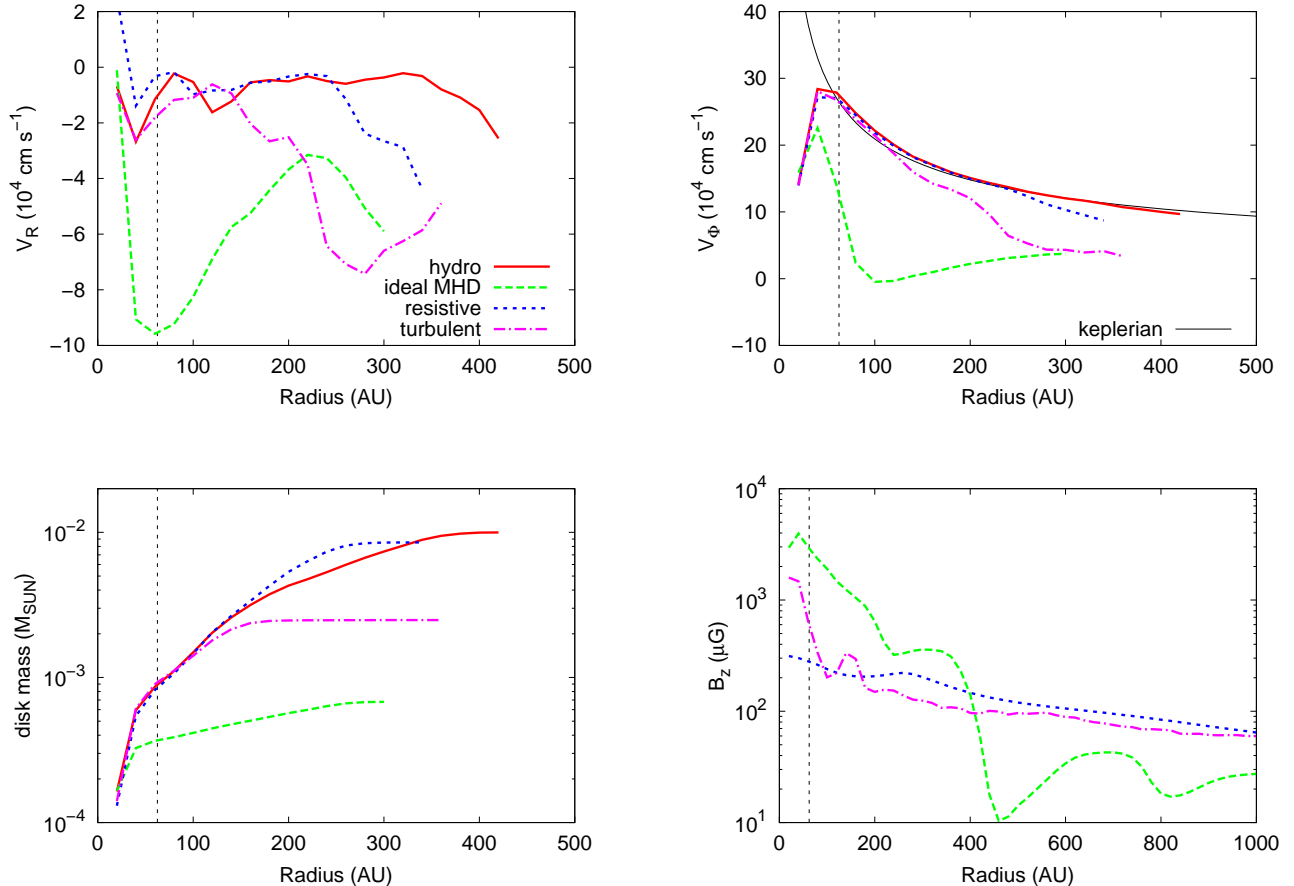 2
0
−2
−4
−6
−8
−10
V_R (10^4 cm s^−1)
0 100 200 300 400 500
Radius (AU)
hydro
ideal MHD
resistive
turbulent
40
30
20
10
0
−10
V_Φ (10^4 cm s^−1)
0 100 200 300 400 500
Radius (AU)
keplerian
10^−2
10^−3
10^−4
disk mass (M_SUN)
0 100 200 300 400 500
Radius (AU)
10^4
10^3
10^2
10^1
B_z (μG)
0 200 400 600 800 1000
Radius (AU)